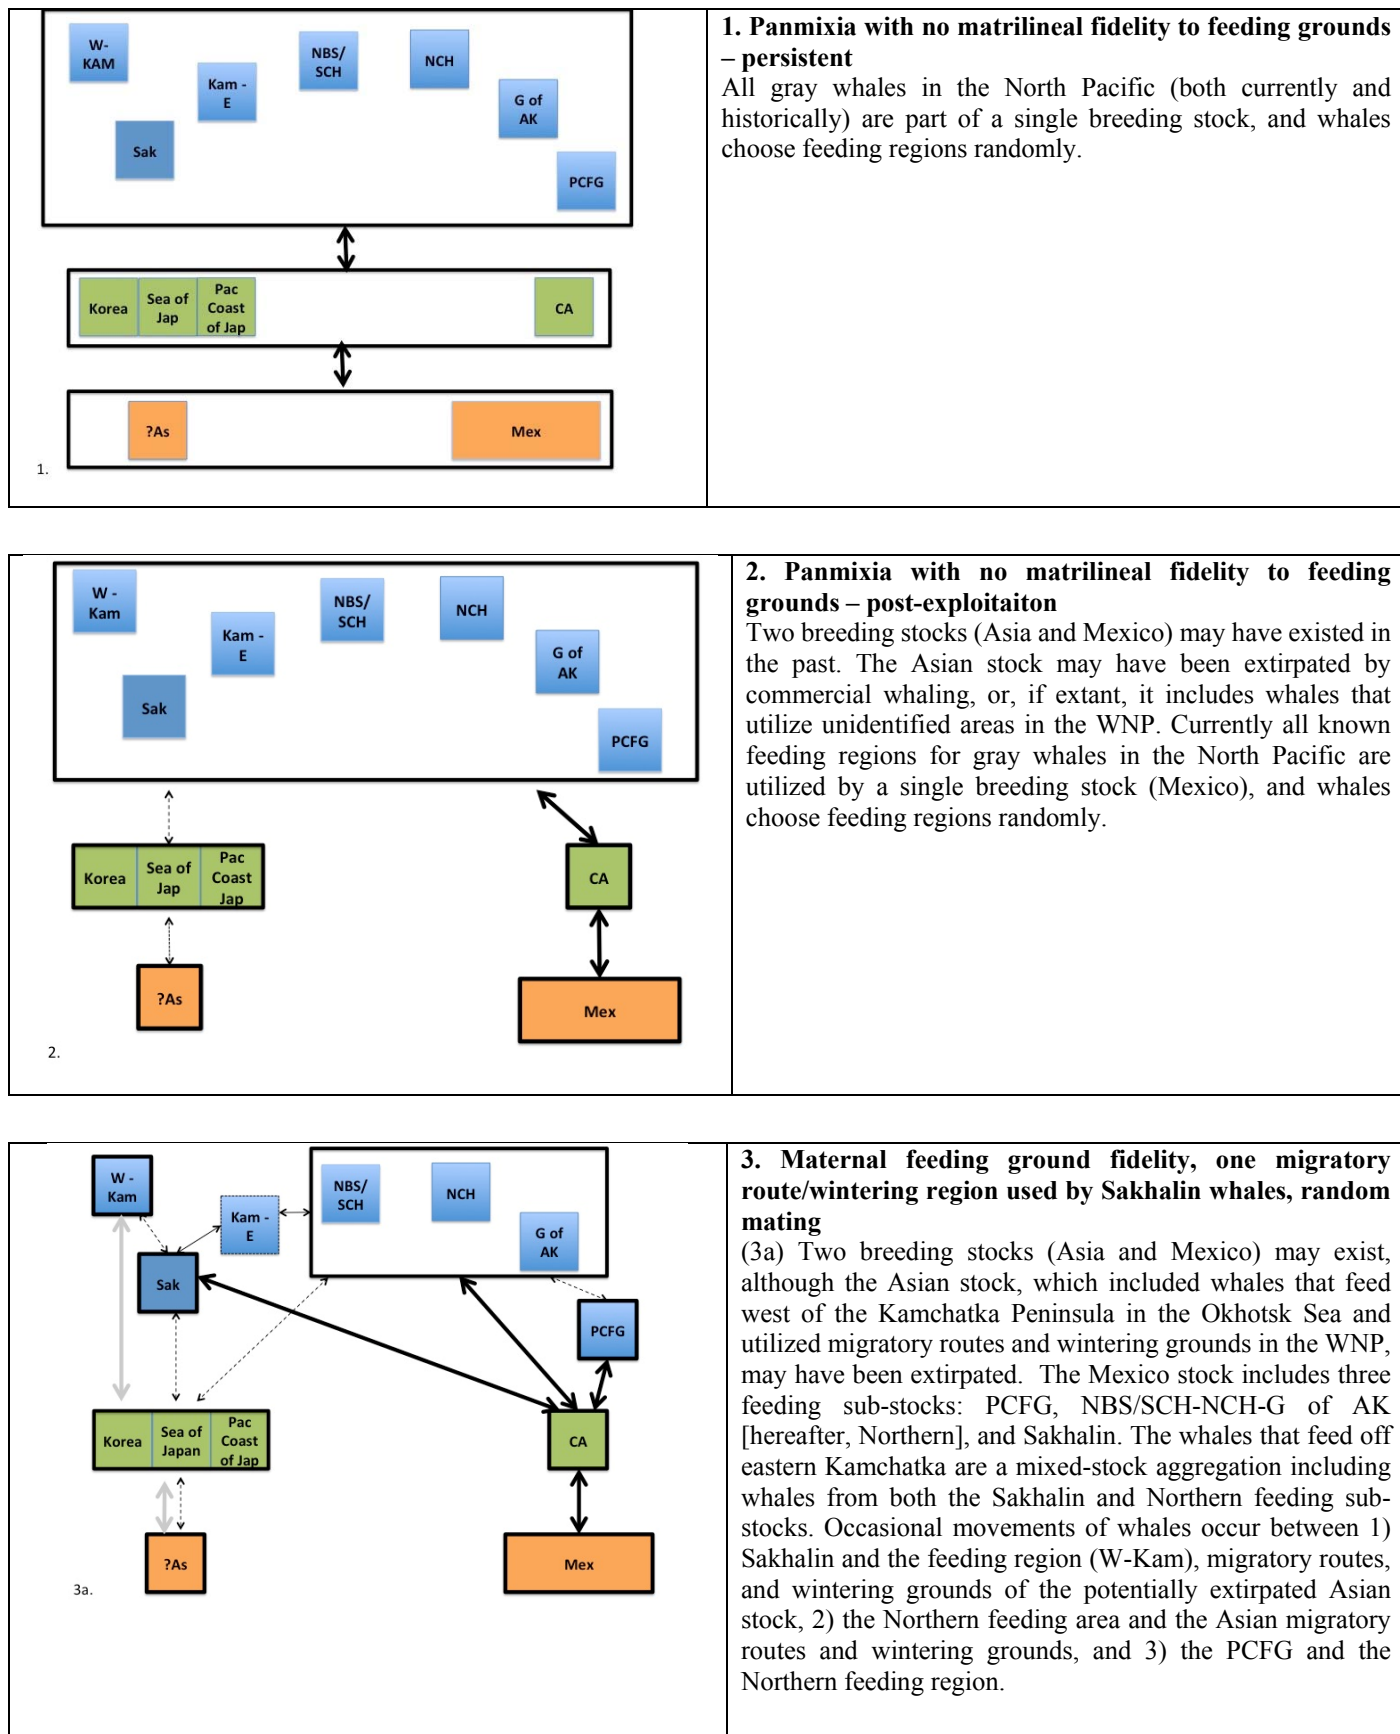 W-
KAM
Kam -
E
NBS/
SCH
NCH
G of
AK
Sak
PCFG
Korea
Sea of
Jap
Pac
Coast
of Jap
CA
?As
Mex
1.
1. Panmixia with no matrilineal fidelity to feeding grounds
– persistent
All gray whales in the North Pacific (both currently and
historically) are part of a single breeding stock, and whales
choose feeding regions randomly.
W -
Kam
Kam -
E
NBS/
SCH
NCH
G of
AK
Sak
PCFG
Korea
Sea of
Jap
Pac
Coast
Jap
CA
?As
Mex
2.
2. Panmixia with no matrilineal fidelity to feeding
grounds – post-exploitaiton
Two breeding stocks (Asia and Mexico) may have existed in
the past. The Asian stock may have been extirpated by
commercial whaling, or, if extant, it includes whales that
utilize unidentified areas in the WNP. Currently all known
feeding regions for gray whales in the North Pacific are
utilized by a single breeding stock (Mexico), and whales
choose feeding regions randomly.
W -
Kam
Kam -
E
NBS/
SCH
NCH
G of
AK
Sak
PCFG
Korea
Sea of
Japan
Pac
Coast
of Jap
CA
?As
Mex
3a.
3. Maternal feeding ground fidelity, one migratory
route/wintering region used by Sakhalin whales, random
mating
(3a) Two breeding stocks (Asia and Mexico) may exist,
although the Asian stock, which included whales that feed
west of the Kamchatka Peninsula in the Okhotsk Sea and
utilized migratory routes and wintering grounds in the WNP,
may have been extirpated. The Mexico stock includes three
feeding sub-stocks: PCFG, NBS/SCH-NCH-G of AK
[hereafter, Northern], and Sakhalin. The whales that feed off
eastern Kamchatka are a mixed-stock aggregation including
whales from both the Sakhalin and Northern feeding sub-
stocks. Occasional movements of whales occur between 1)
Sakhalin and the feeding region (W-Kam), migratory routes,
and wintering grounds of the potentially extirpated Asian
stock, 2) the Northern feeding area and the Asian migratory
routes and wintering grounds, and 3) the PCFG and the
Northern feeding region.